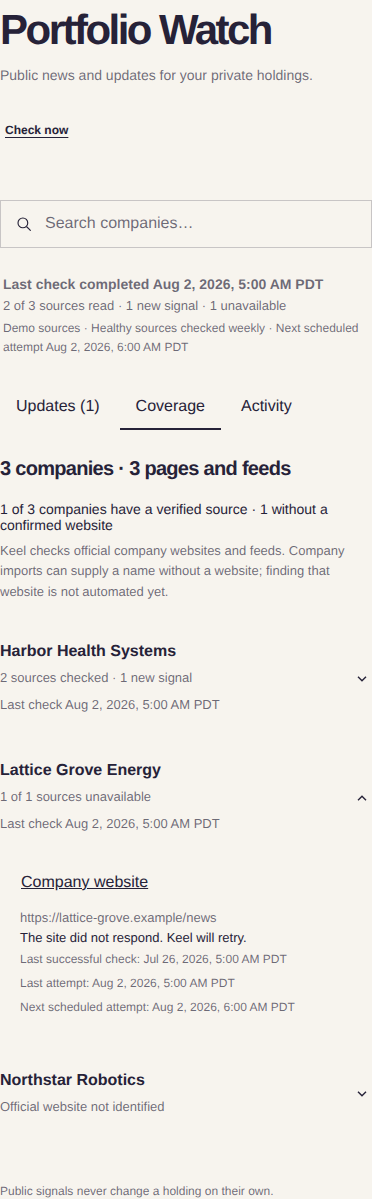 Portfolio Watch
Public news and updates for your private holdings.
Check now
Search companies…
Last check completed Aug 2, 2026, 5:00 AM PDT
2 of 3 sources read · 1 new signal · 1 unavailable
Demo sources · Healthy sources checked weekly · Next scheduled
attempt Aug 2, 2026, 6:00 AM PDT
Updates (1) Coverage Activity
3 companies · 3 pages and feeds
1 of 3 companies have a verified source · 1 without a
confirmed website
Keel checks official company websites and feeds. Company
imports can supply a name without a website; finding that
website is not automated yet.
Harbor Health Systems
2 sources checked · 1 new signal
Last check Aug 2, 2026, 5:00 AM PDT
Lattice Grove Energy
1 of 1 sources unavailable
Last check Aug 2, 2026, 5:00 AM PDT
Company website
https://lattice-grove.example/news
The site did not respond. Keel will retry.
Last successful check: Jul 26, 2026, 5:00 AM PDT
Last attempt: Aug 2, 2026, 5:00 AM PDT
Next scheduled attempt: Aug 2, 2026, 6:00 AM PDT
Northstar Robotics
Official website not identified
Public signals never change a holding on their own.